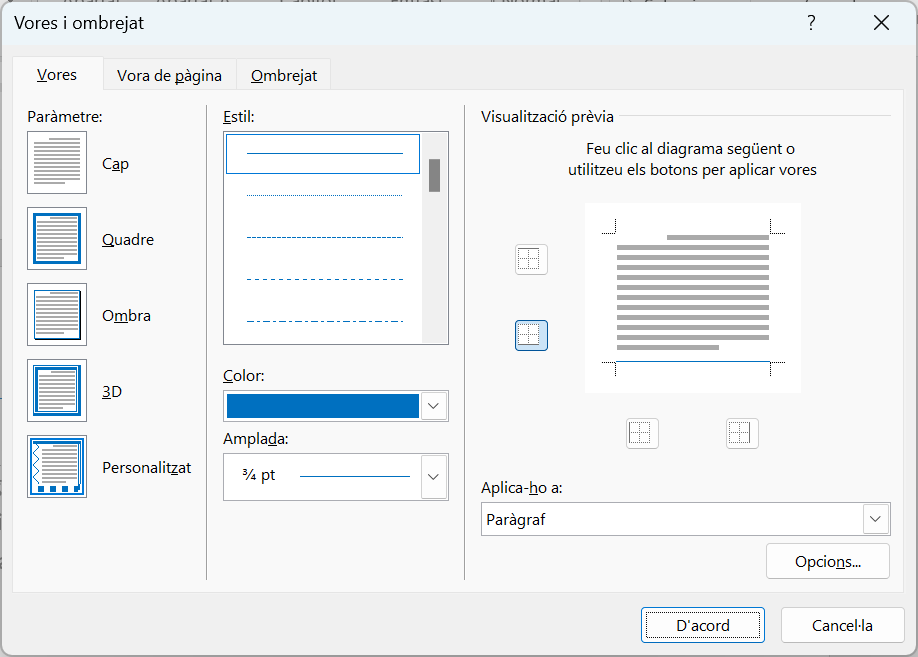 Vores i ombrejat
?
Vores
Vora de pàgina
Ombrejat
Paràmetre:
Cap
Quadre
Ombra
3D
Personalitzat
Estil:
Color:
Amplada:
¾ pt
Visualització prèvia
Feu clic al diagrama següent o
utilitzeu els botons per aplicar vores
Aplica-ho a:
Paràgraf
Opcions...
D'acord
Cancel·la